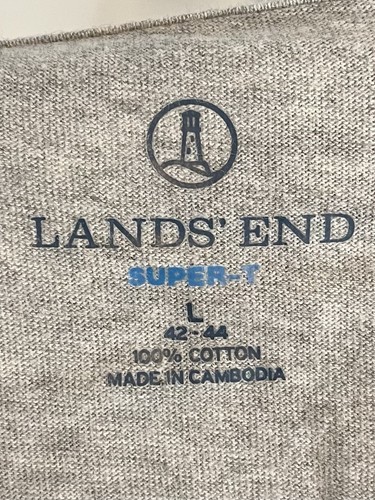 LANDS' END
SUPER-T
L
42-44
100% COTTON
MADE IN CAMBODIA